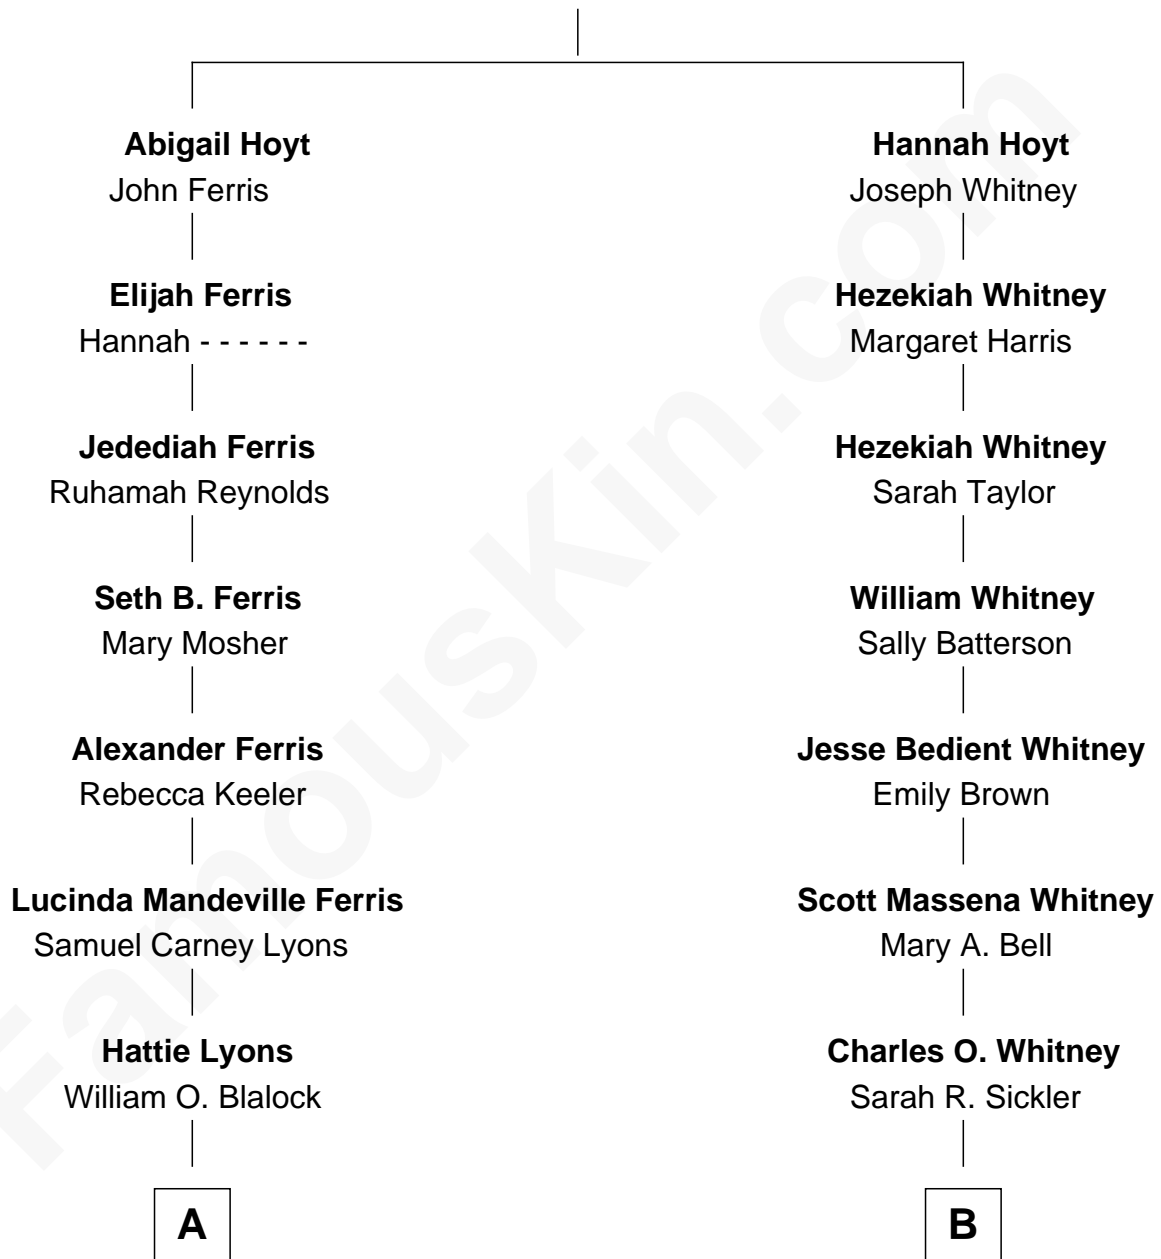 Abigail Hoyt
John Ferris
Elijah Ferris
Hannah - - - - - -
Jedediah Ferris
Ruhamah Reynolds
Seth B. Ferris
Mary Mosher
Alexander Ferris
Rebecca Keeler
Lucinda Mandeville Ferris
Samuel Carney Lyons
Hattie Lyons
William O. Blalock
A
Hannah Hoyt
Joseph Whitney
Hezekiah Whitney
Margaret Harris
Hezekiah Whitney
Sarah Taylor
William Whitney
Sally Batterson
Jesse Bedient Whitney
Emily Brown
Scott Massena Whitney
Mary A. Bell
Charles O. Whitney
Sarah R. Sickler
B
FamousKin.com